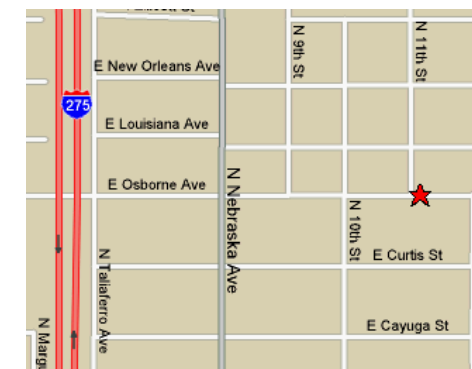 E New Orleans Ave
N 9th St
N 11th St
275
E Louisiana Ave
E Osborne Ave
N Nebraska Ave
N 10th St
E Curtis St
N Taliaferro Ave
E Cayuga St
N Margu